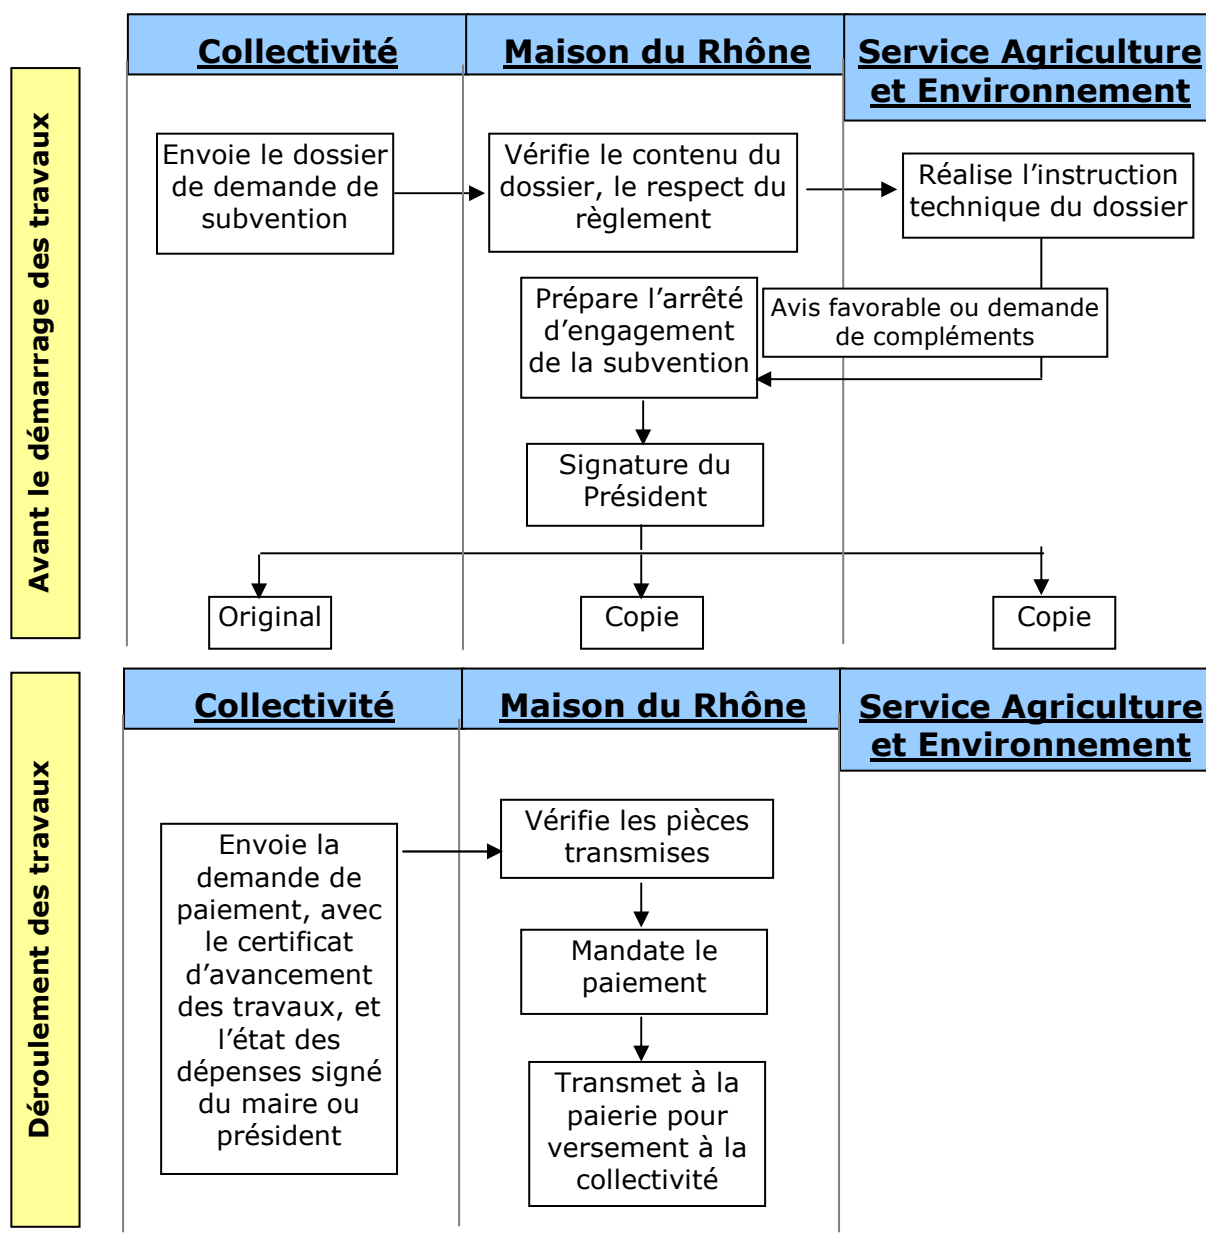 Avant le démarrage des travaux
Collectivité
Maison du Rhône
Service Agriculture
et Environnement
Envoie le dossier
de demande de
subvention
Vérifie le contenu du
dossier, le respect du
règlement
Réalise l’instruction
technique du dossier
Avis favorable ou demande
de compléments
Prépare l’arrêté
d’engagement
de la subvention
Signature du
Président
Original
Copie
Copie
Déroulement des travaux
Collectivité
Maison du Rhône
Service Agriculture
et Environnement
Envoie la
demande de
paiement, avec
le certificat
d’avancement
des travaux, et
l’état des
dépenses signé
du maire ou
président
Vérifie les pièces
transmises
Mandate le
paiement
Transmet à la
paierie pour
versement à la
collectivité